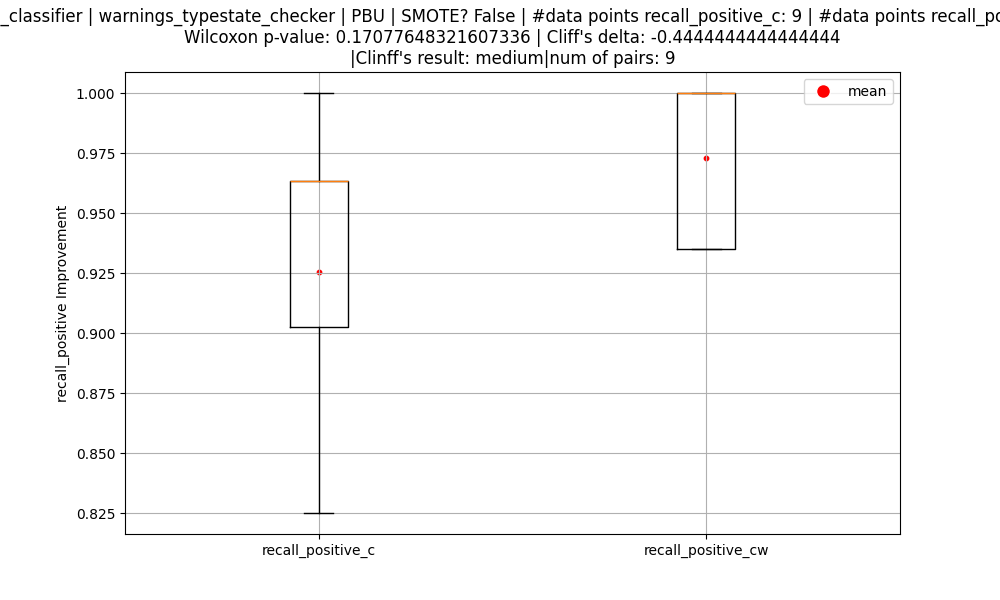 _classifier | warnings_typestate_checker | PBU | SMOTE? False | #data points recall_positive_c: 9 | #data points recall_po
Wilcoxon p-value: 0.17077648321607336 | Cliff's delta: -0.4444444444444444
|Clinff's result: medium|num of pairs: 9
mean
1.000
0.975
0.950
0.925
0.900
0.875
0.850
0.825
recall_positive Improvement
recall_positive_c
recall_positive_cw